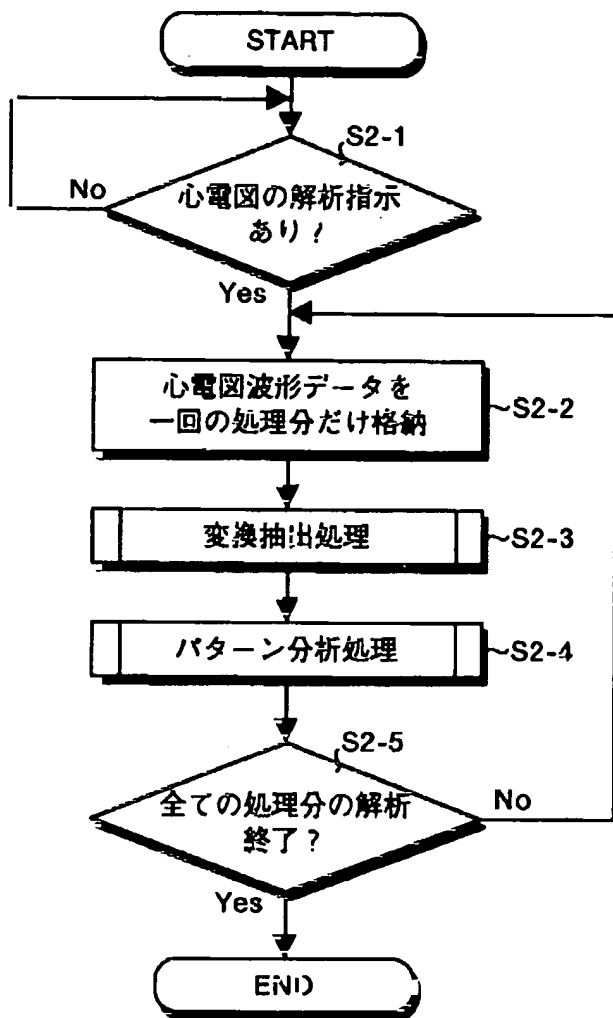 START
S2-1
No
心電図の解析指示
あり?
Yes
心電図波形データを
一回の処理分だけ格納
S2-2
変換抽出処理
S2-3
パターン分析処理
S2-4
S2-5
全ての処理分の解析
終了?
No
Yes
END